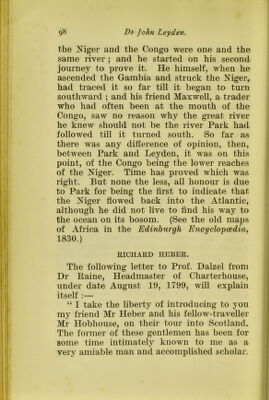 98 Dr John Leyden.
the Niger and the Congo were one and the
same river ; and he started on his second
journey to prove it. He himself, when he
ascended the Gambia and struck the Niger,
had traced it so far till it began to turn
southward ; and his friend Maxwell, a trader
who had often been at the mouth of the
Congo, saw no reason why the great river
he knew should not be the river Park had
followed till it turned south. So far as
there was any difference of opinion, then,
between Park and Leyden, it was on this
point, of the Congo being the lower reaches
of the Niger. Time has proved which was
right. But none the less, all honour is due
to Park for being the first to indicate that
the Niger flowed back into the Atlantic,
although he did not live to find his way to
the ocean on its bosom. (See the old maps
of Africa in the Edinburgh Encyclopædia,
1830.)
RICHARD HEBER.
The following letter to Prof. Dalzel from
Dr Raine, Headmaster of Charterhouse,
under date August 19, 1799, will explain
itself :—
“ I take the liberty of introducing to you
my friend Mr Heber and his fellow-traveller
Mr Hobhouse, on their tour into Scotland.
The former of these gentlemen has been for
some time intimately known to me as a
very amiable man and accomplished scholar.